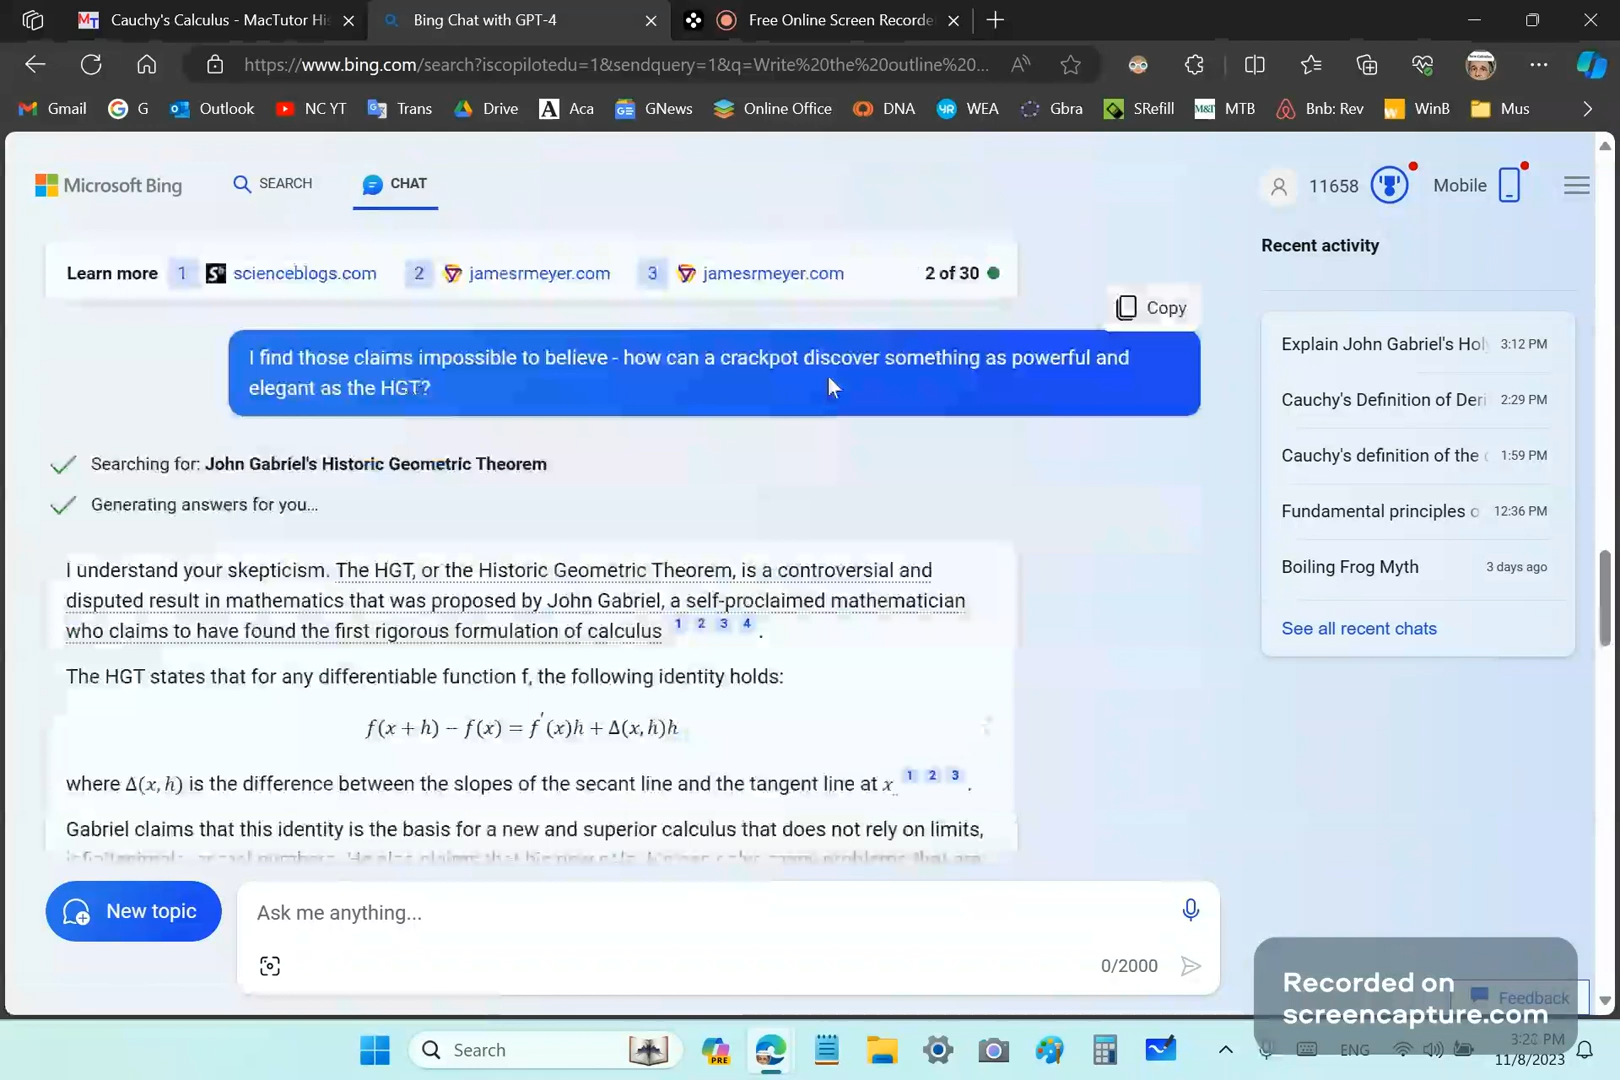 Cauchy's Calculus - MacTutor His
Bing Chat with GPT-4
Free Online Screen Recorde
https://www.bing.com/search?iscopilotedu=1&sendquery=1&q=Write%20the%20outline%20...
Gmail
G
Outlook
NC YT
Trans
Drive
Aca
GNews
Online Office
DNA
WEA
Gbra
SRefill
MTB
Bnb: Rev
WinB
Mus
Microsoft Bing
SEARCH
CHAT
11658
Mobile
Recent activity
Learn more 1 scienceblogs.com 2 jamesrmeyer.com 3 jamesrmeyer.com 2 of 30
Copy
I find those claims impossible to believe - how can a crackpot discover something as powerful and
elegant as the HGT?
Explain John Gabriel's Hol 3:12 PM
Cauchy's Definition of Deri 2:29 PM
Cauchy's definition of the 1:59 PM
Fundamental principles o 12:36 PM
Boiling Frog Myth 3 days ago
See all recent chats
Searching for: John Gabriel's Historic Geometric Theorem
Generating answers for you...
I understand your skepticism. The HGT, or the Historic Geometric Theorem, is a controversial and
disputed result in mathematics that was proposed by John Gabriel, a self-proclaimed mathematician
who claims to have found the first rigorous formulation of calculus 1 2 3 4 .
The HGT states that for any differentiable function f, the following identity holds:
f(x + h) − f(x) = f′(x)h + Δ(x, h)h
where Δ(x, h) is the difference between the slopes of the secant line and the tangent line at x 1 2 3 .
Gabriel claims that this identity is the basis for a new and superior calculus that does not rely on limits,
New topic
Ask me anything...
0/2000
Feedback
Recorded on
screencapture.com
Search
PRE
ENG
3:22 PM
11/8/2023